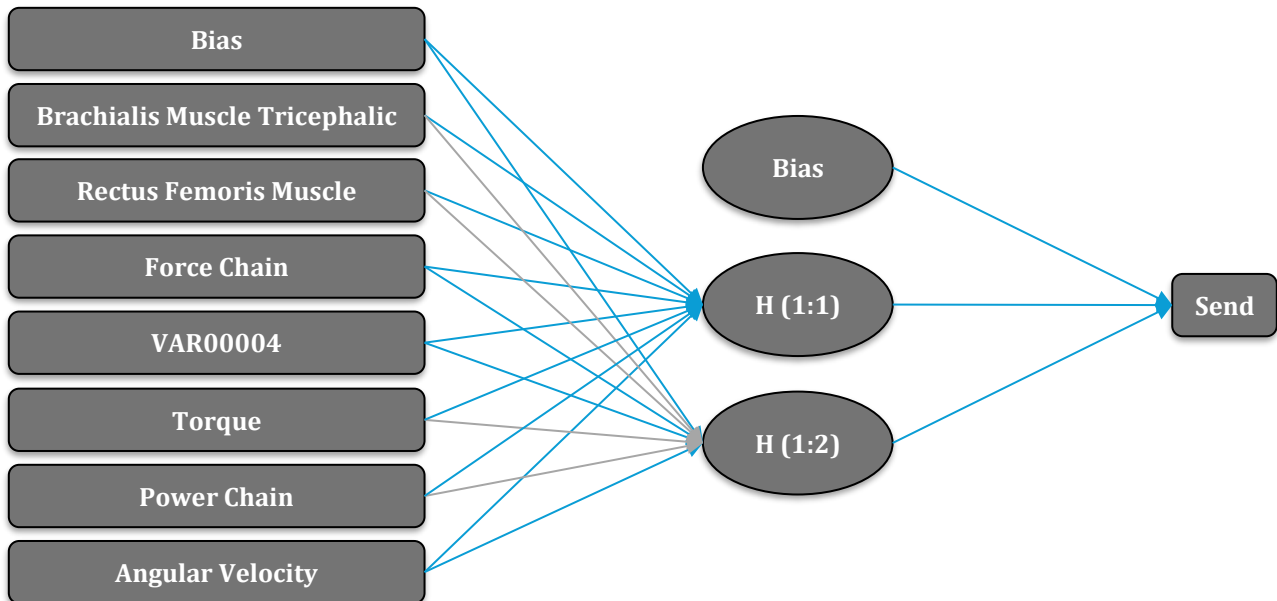 Bias
Brachialis Muscle Tricephalic
Rectus Femoris Muscle
Force Chain
VAR00004
Torque
Power Chain
Angular Velocity
Bias
H (1:1)
H (1:2)
Send